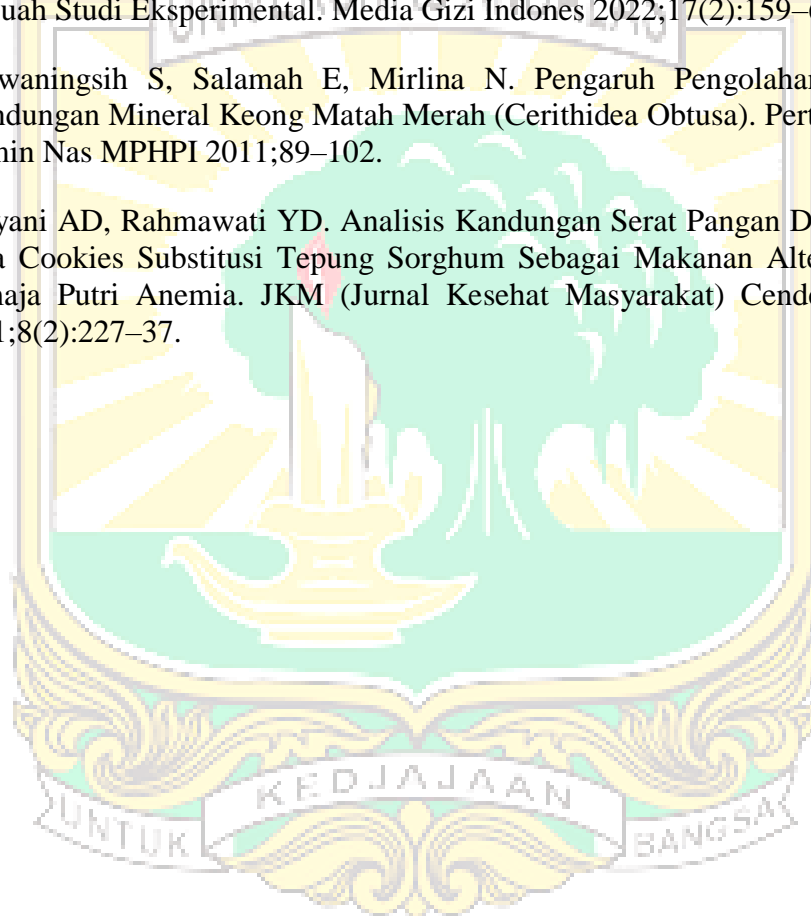 uah Studi Eksperimental. Media Gizi Indones 2022;17(2):159–
waningsih S, Salamah E, Mirlina N. Pengaruh Pengolahan
ndungan Mineral Keong Matah Merah (Cerithidea Obtusa). Pert
nin Nas MPHPI 2011;89–102.
yani AD, Rahmawati YD. Analisis Kandungan Serat Pangan D
a Cookies Substitusi Tepung Sorghum Sebagai Makanan Alte
naja Putri Anemia. JKM (Jurnal Kesehat Masyarakat) Cende
1;8(2):227–37.
UNTUK KEDJAJAAN BANGSA